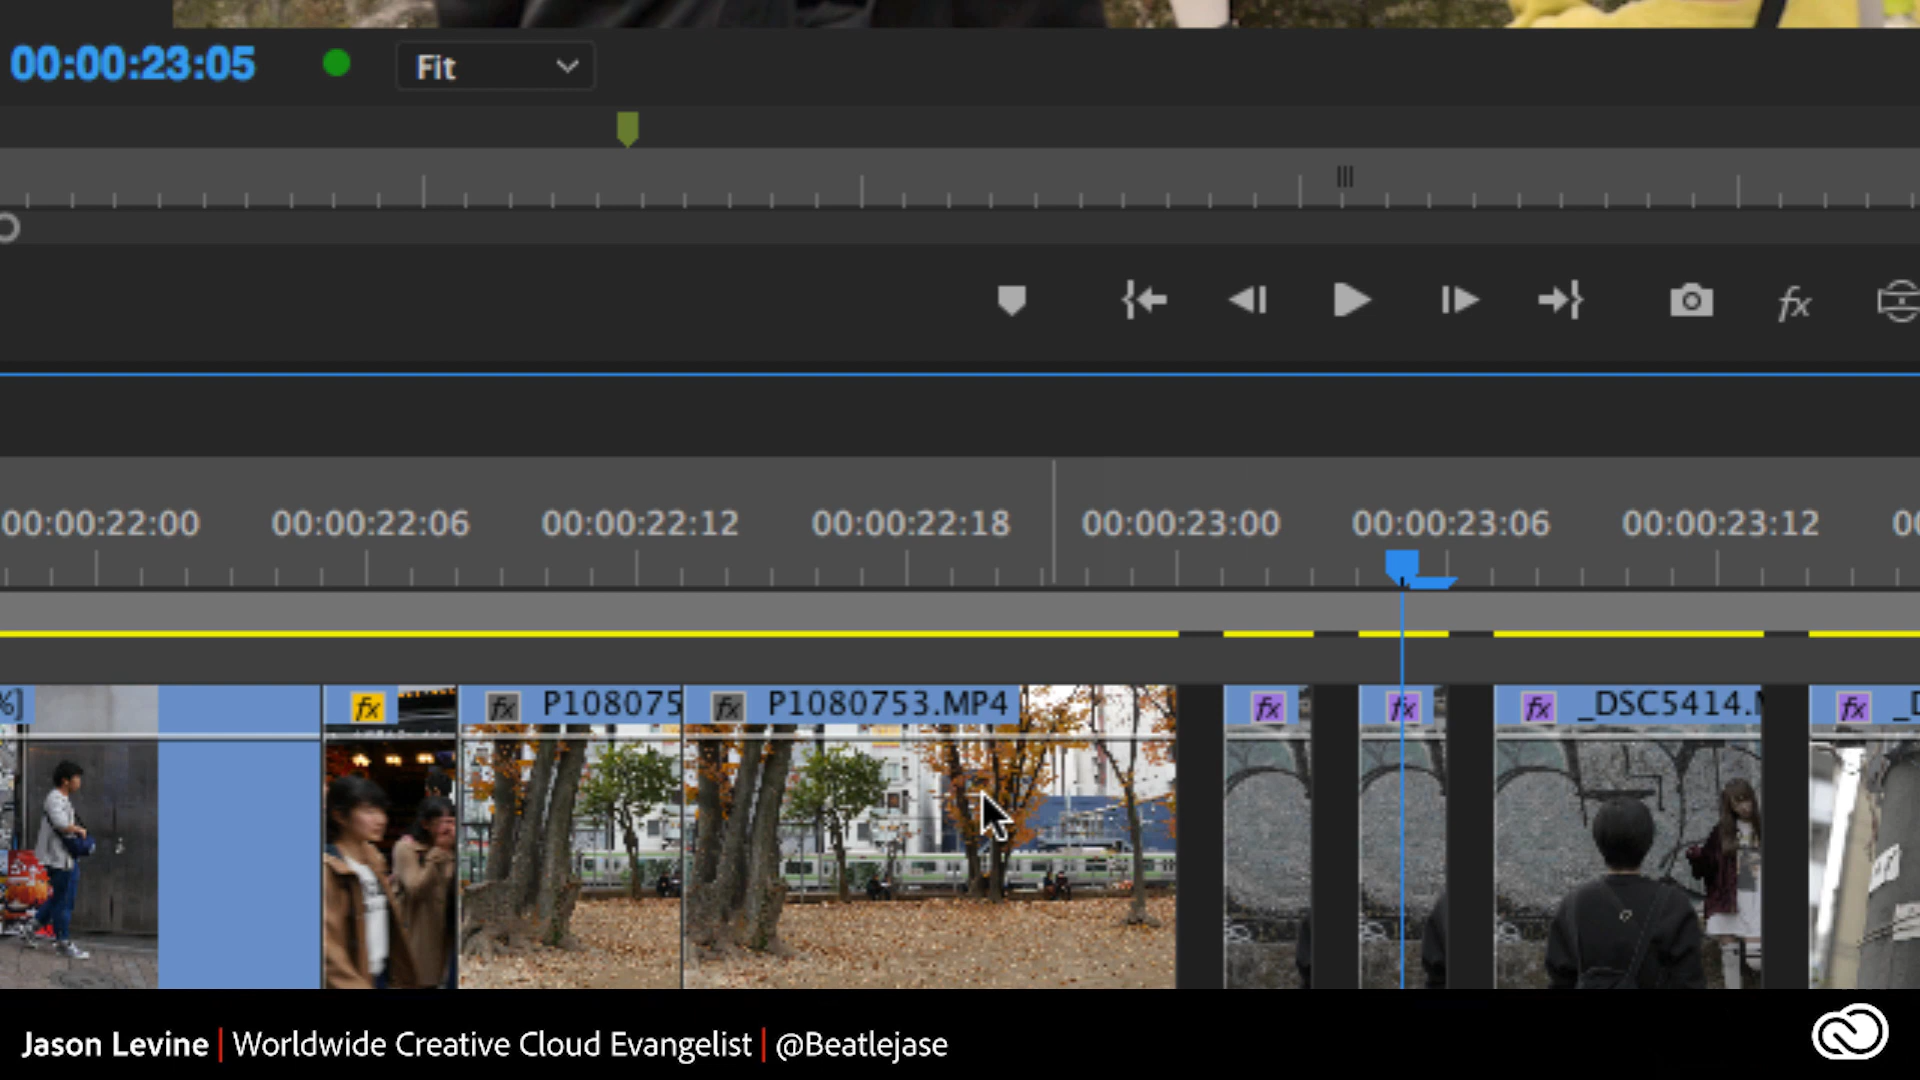 00:00:23:05 Fit
fx
00:00:22:00 00:00:22:06 00:00:22:12 00:00:22:18 00:00:23:00 00:00:23:06 00:00:23:12
%] fx fx P108075 fx P1080753.MP4 fx fx fx _DSC5414. fx
Jason Levine | Worldwide Creative Cloud Evangelist | @Beatlejase